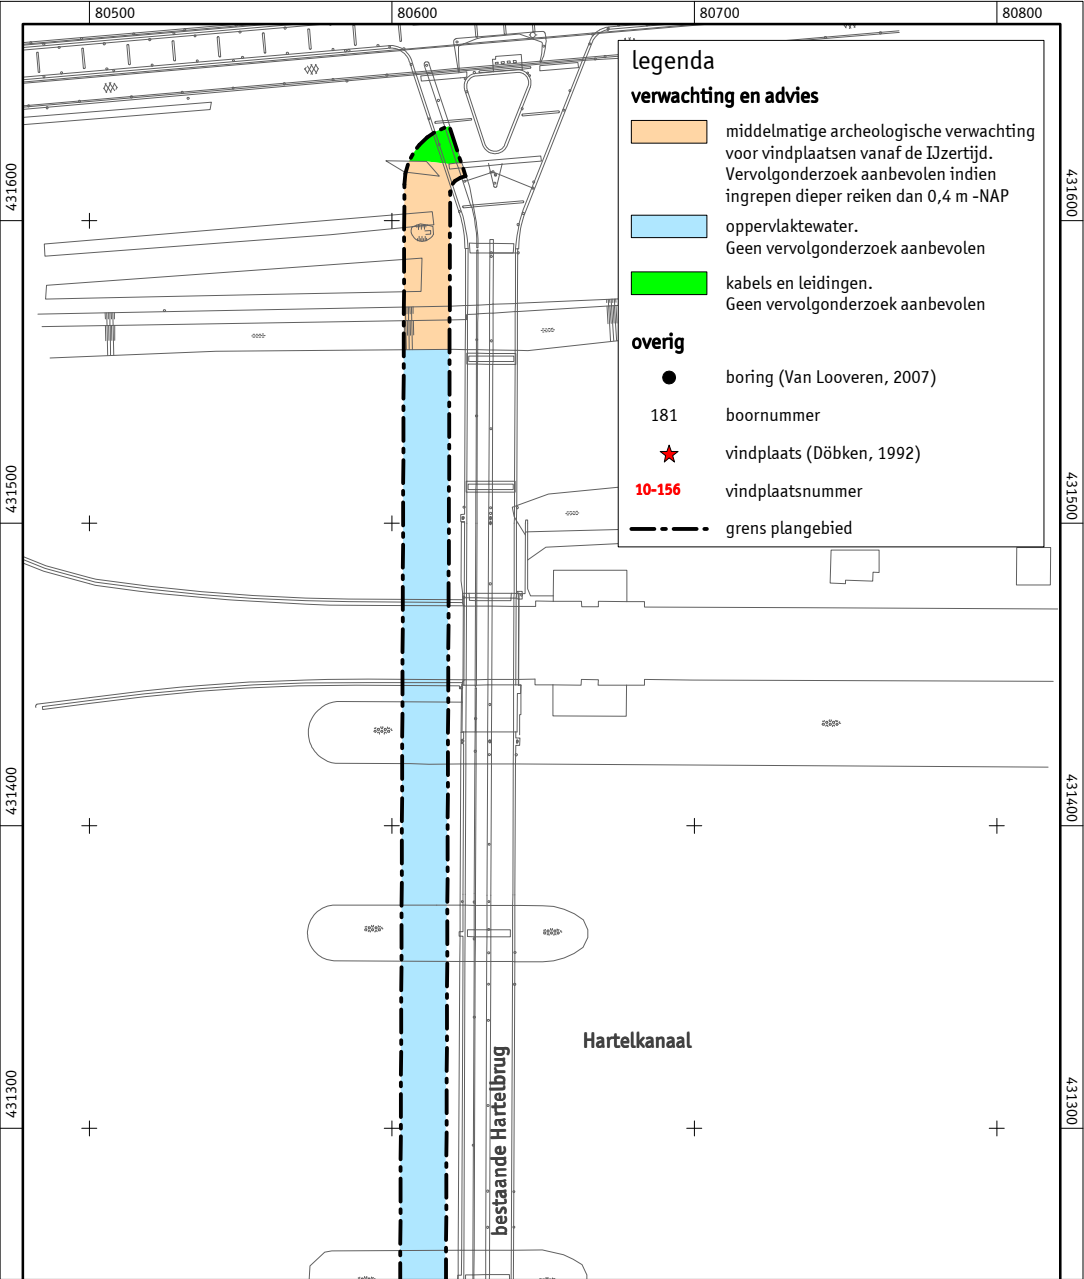 80500
80600
80700
80800
legenda
verwachting en advies
middelmatige archeologische verwachting
voor vindplaatsen vanaf de IJzertijd.
Vervolgonderzoek aanbevolen indien
ingrepen dieper reiken dan 0,4 m -NAP
oppervlaktewater.
Geen vervolgonderzoek aanbevolen
kabels en leidingen.
Geen vervolgonderzoek aanbevolen
overig
boring (Van Looveren, 2007)
181
boornummer
vindplaats (Döbken, 1992)
10-156
vindplaatsnummer
grens plangebied
431600
431600
431500
431500
431400
431400
431300
431300
Hartelkanaal
bestaande Hartelbrug